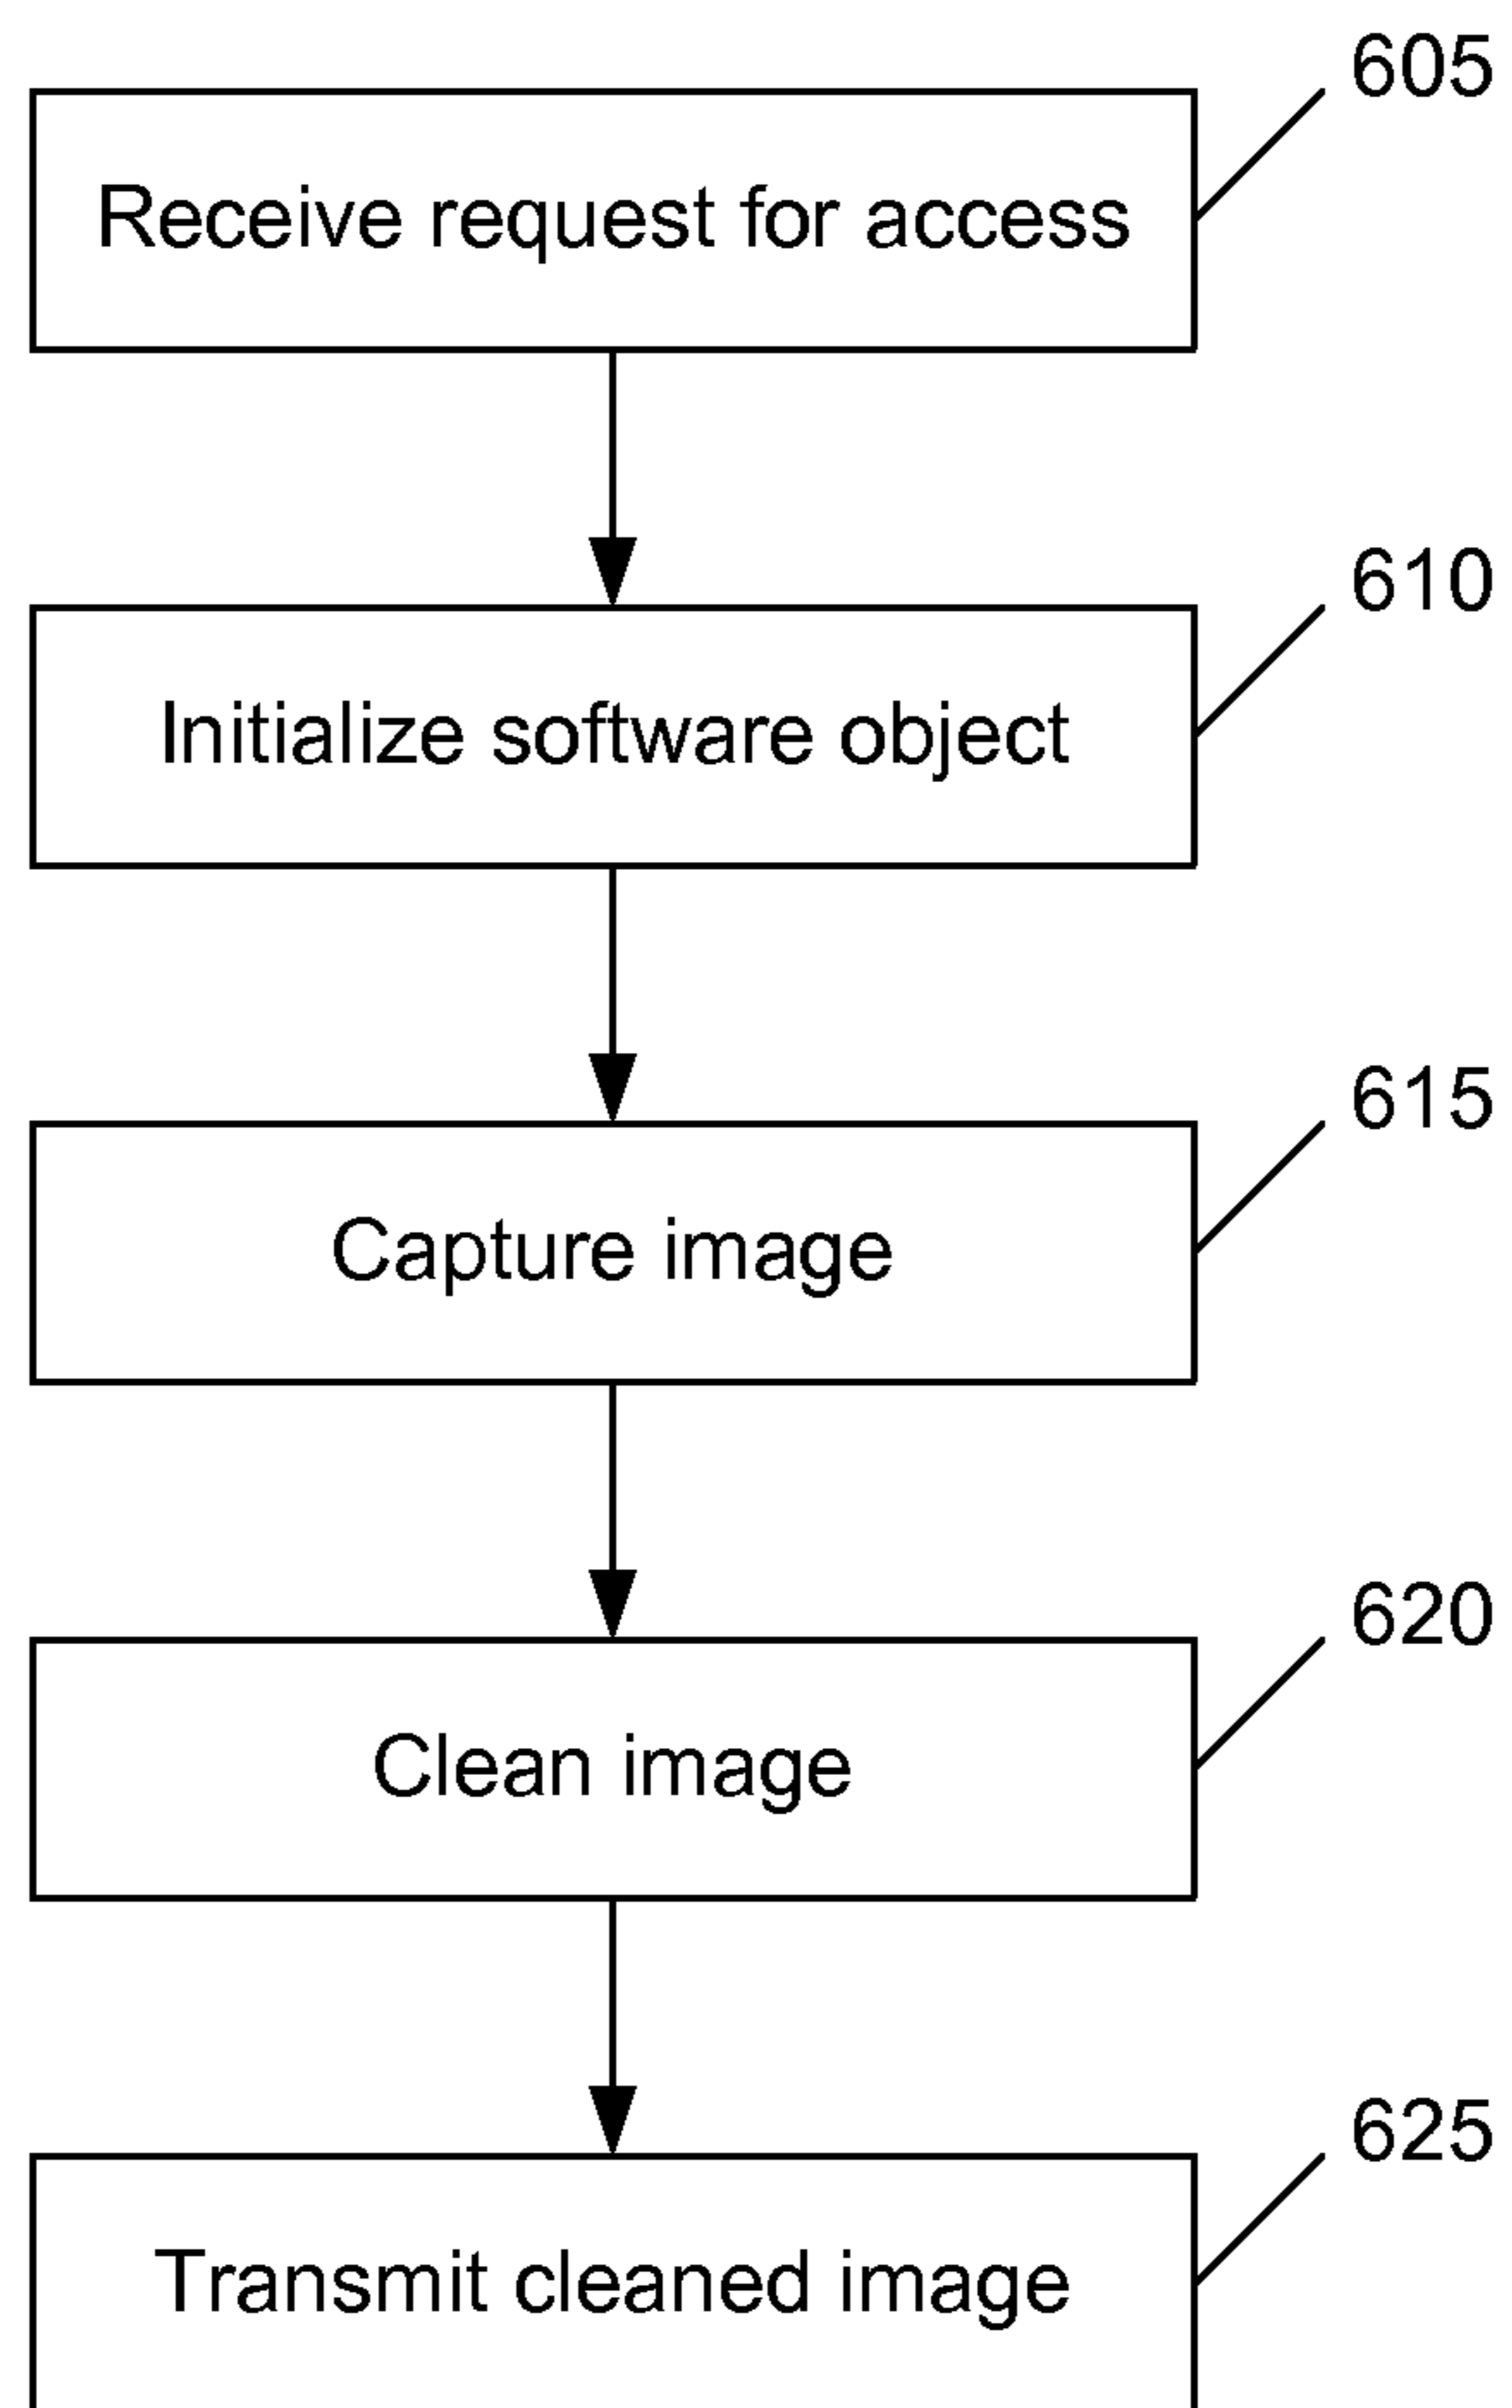 605
Receive request for access
610
Initialize software object
615
Capture image
620
Clean image
625
Transmit cleaned image